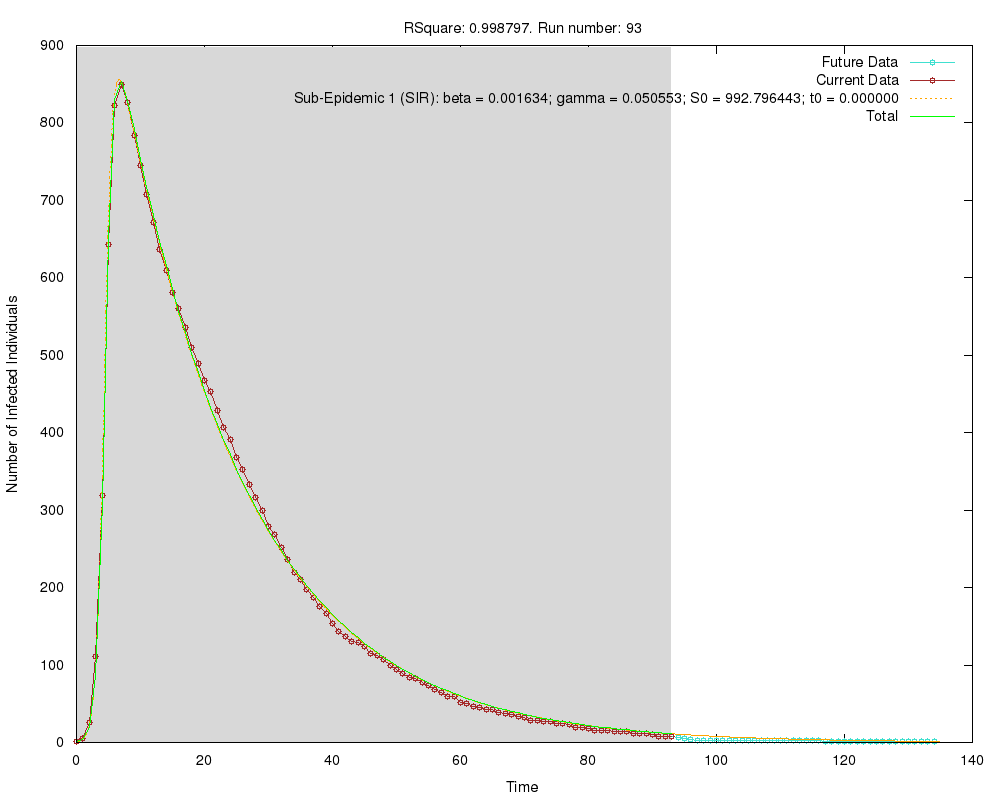 RSquare: 0.998797. Run number: 93
Future Data
Current Data
Sub-Epidemic 1 (SIR): beta = 0.001634; gamma = 0.050553; S0 = 992.796443; t0 = 0.000000
Total
900
800
700
600
500
400
300
200
100
0
Number of Infected Individuals
0 20 40 60 80 100 120 140
Time